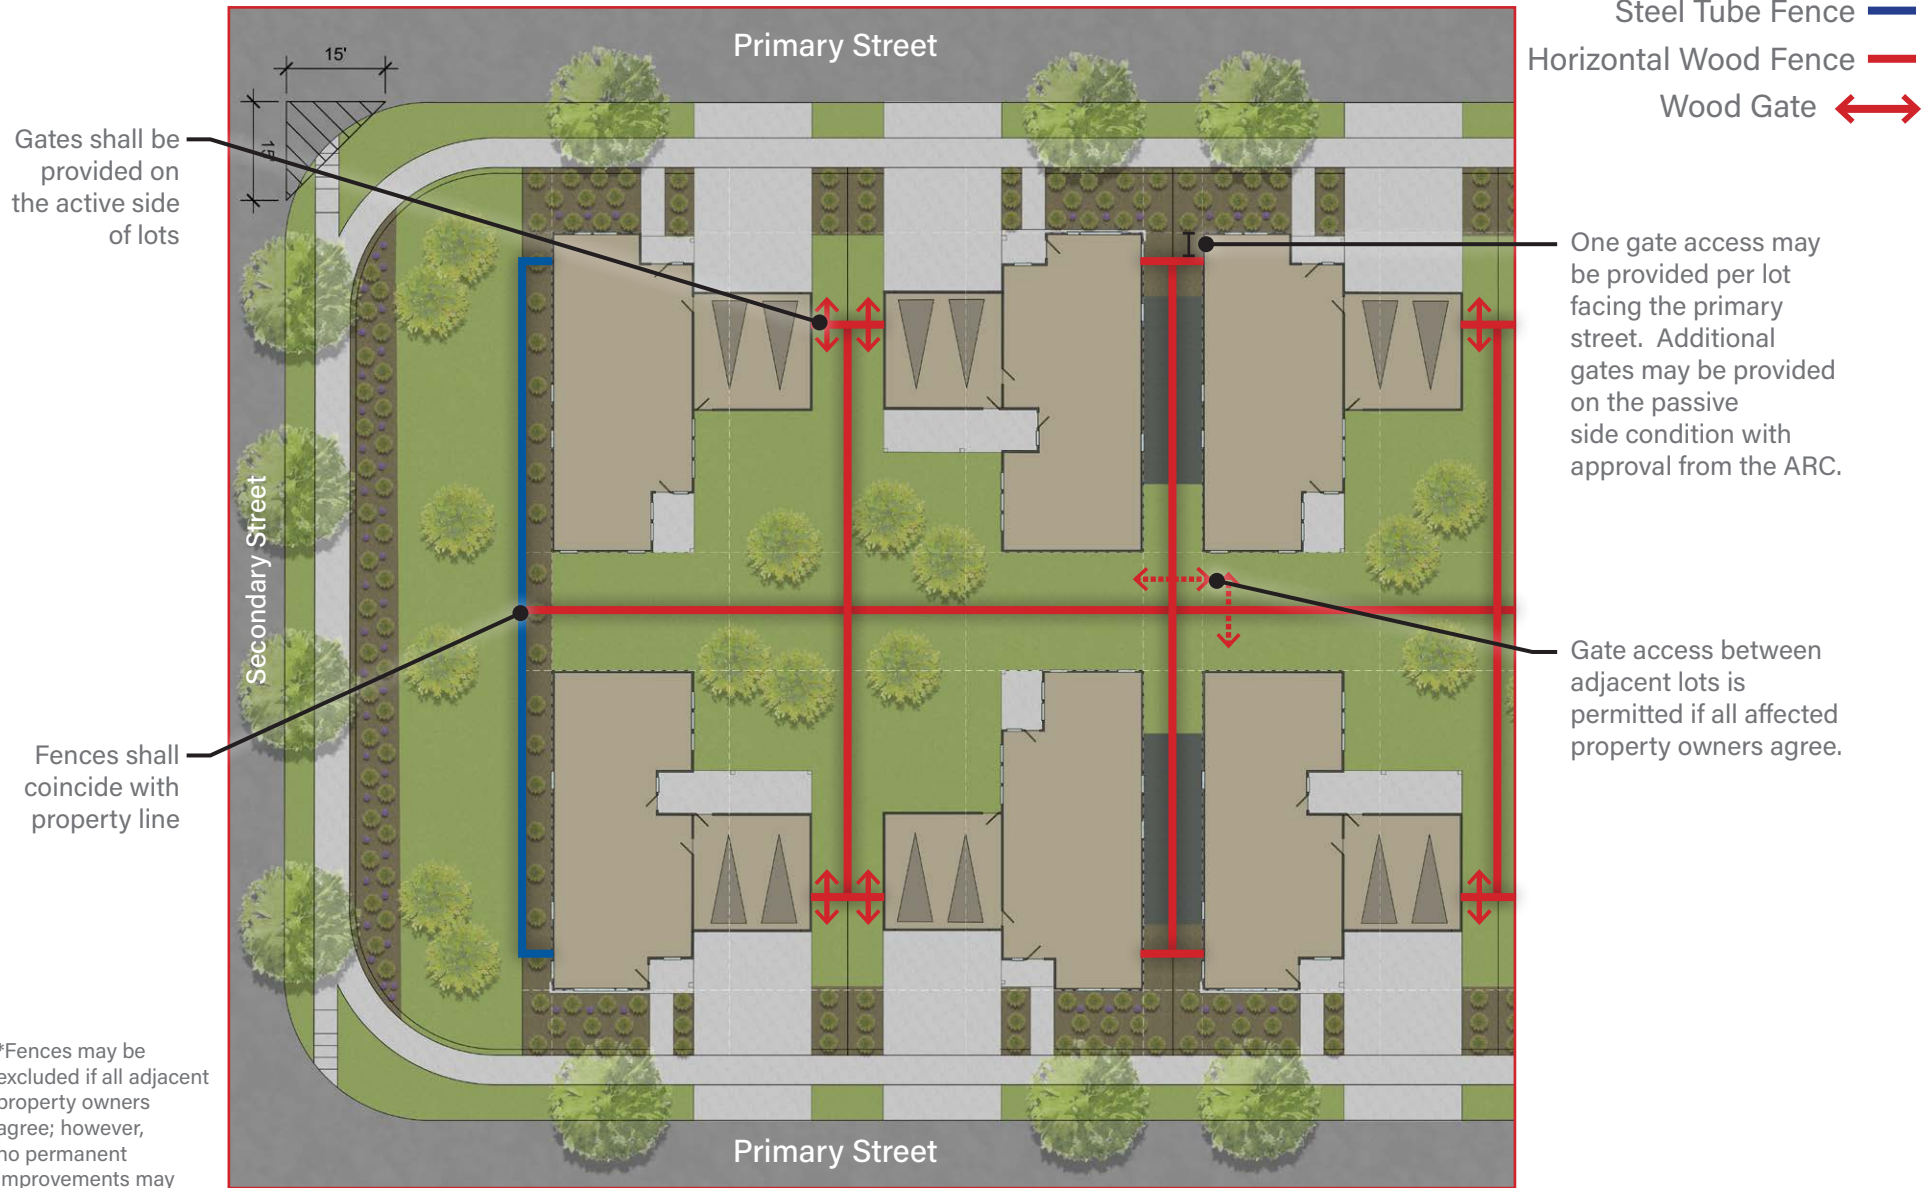 Steel Tube Fence
Horizontal Wood Fence
Wood Gate
Primary Street
15'
15'
Gates shall be
provided on
the active side
of lots
One gate access may
be provided per lot
facing the primary
street.  Additional
gates may be provided
on the passive
side condition with
approval from the ARC.
Secondary Street
Gate access between
adjacent lots is
permitted if all affected
property owners agree.
Fences shall
coincide with
property line
*Fences may be
excluded if all adjacent
property owners
agree; however,
no permanent
improvements may
Primary Street